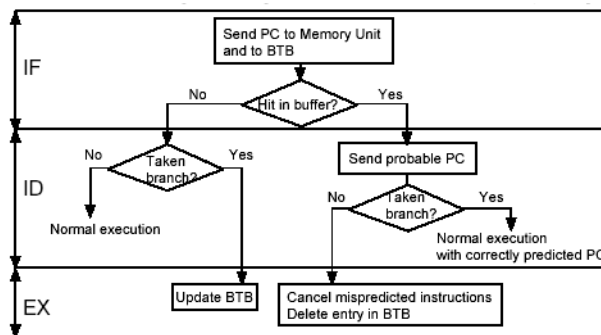 Send PC to Memory Unit
and to BTB
IF
No
Hit in buffer?
Yes
ID
No
Taken
branch?
Yes
Send probable PC
No
Taken
branch?
Yes
Normal execution
Normal execution
with correctly predicted PC
EX
Update BTB
Cancel mispredicted instructions
Delete entry in BTB